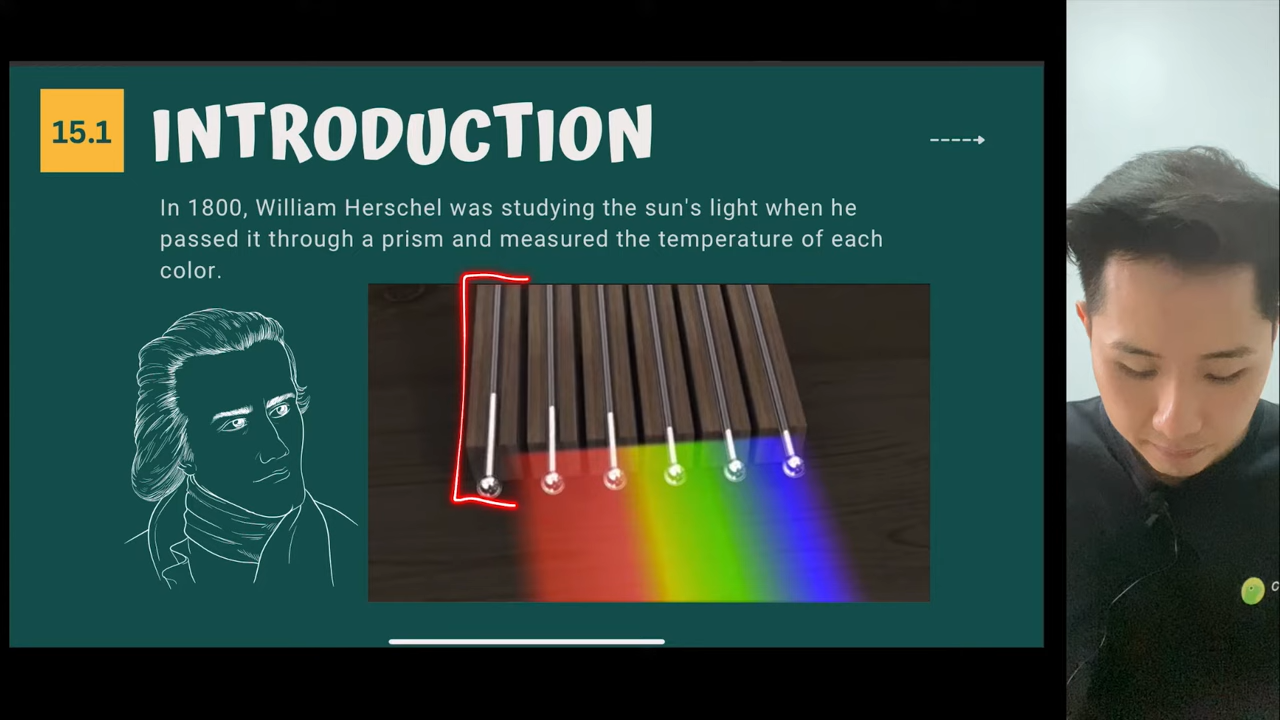 15.1
INTRODUCTION
In 1800, William Herschel was studying the sun's light when he
passed it through a prism and measured the temperature of each
color.